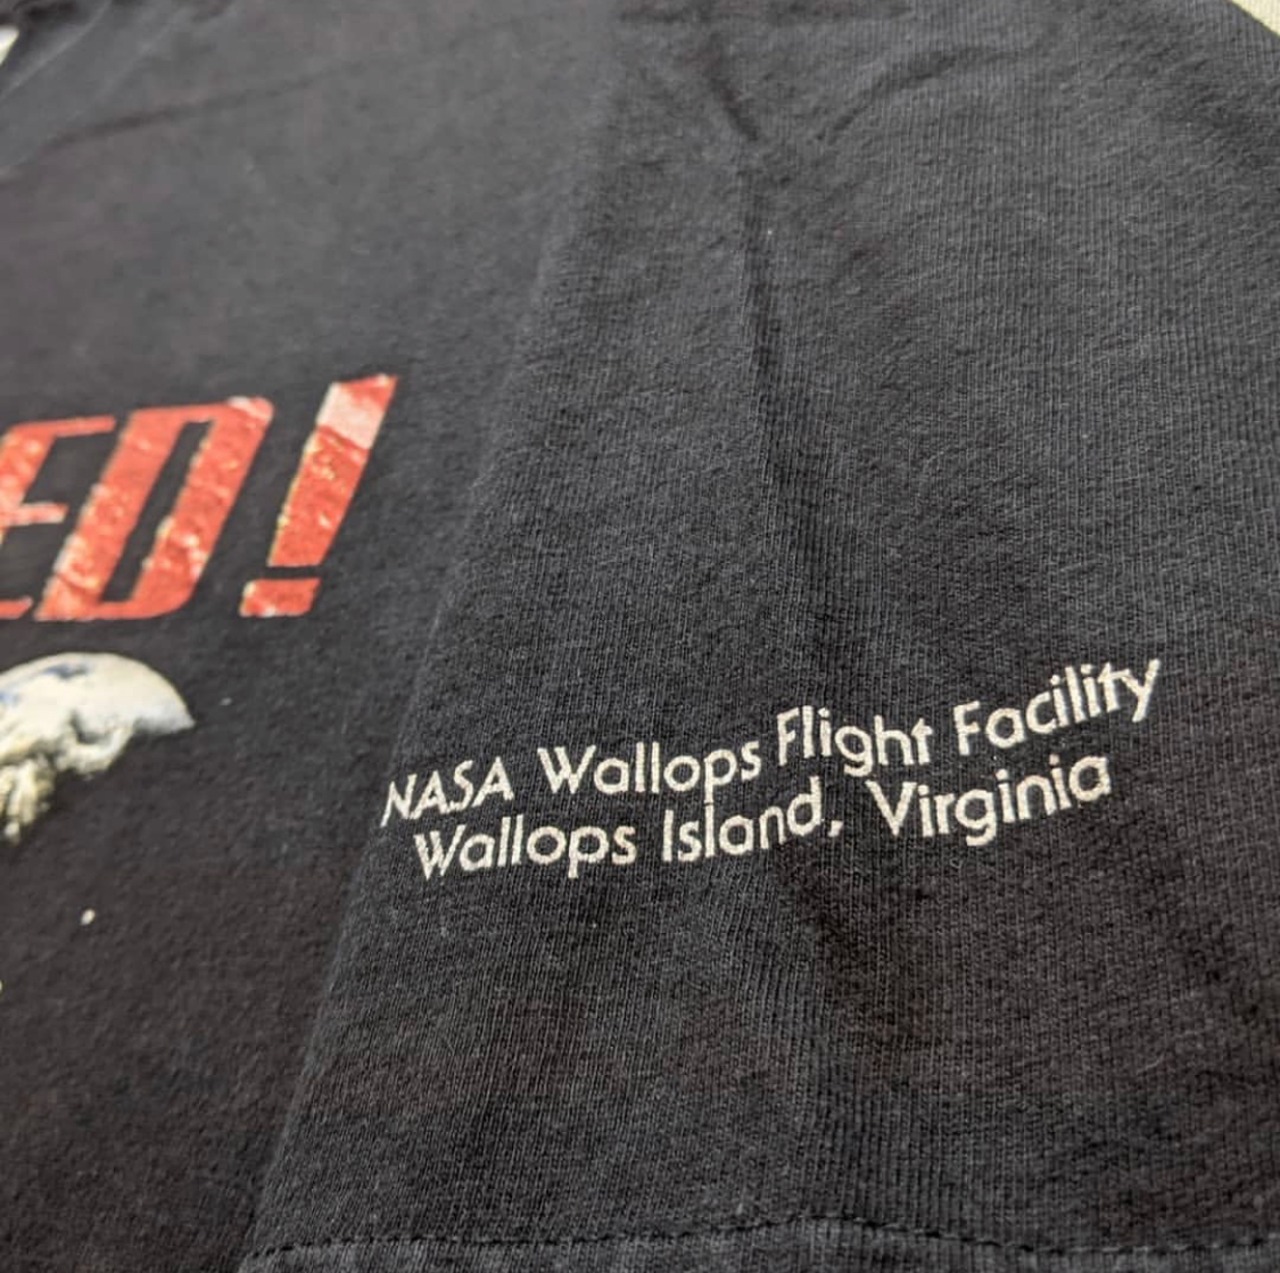 ED!
NASA Wallops Flight Facility
Wallops Island, Virginia